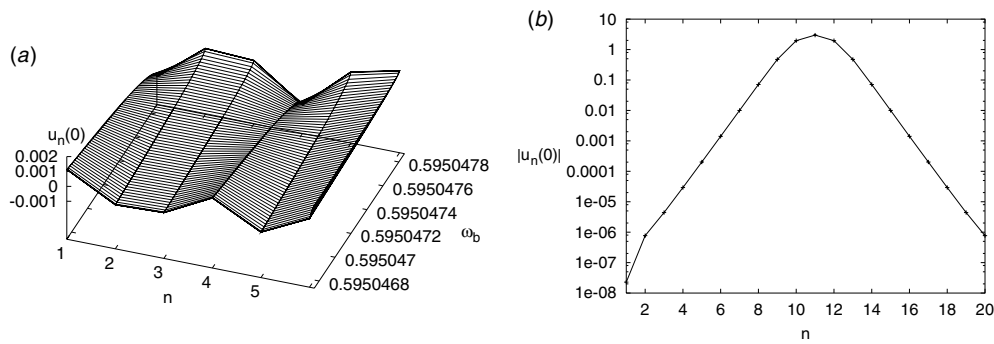 (a)
u_n(0)
0.002
0.001
0
-0.001
1
2
3
4
5
n
0.5950478
0.5950476
0.5950474
0.5950472
0.595047
0.5950468
ω_b
(b)
10
1
0.1
0.01
0.001
0.0001
1e-05
1e-06
1e-07
1e-08
|u_n(0)|
2 4 6 8 10 12 14 16 18 20
n